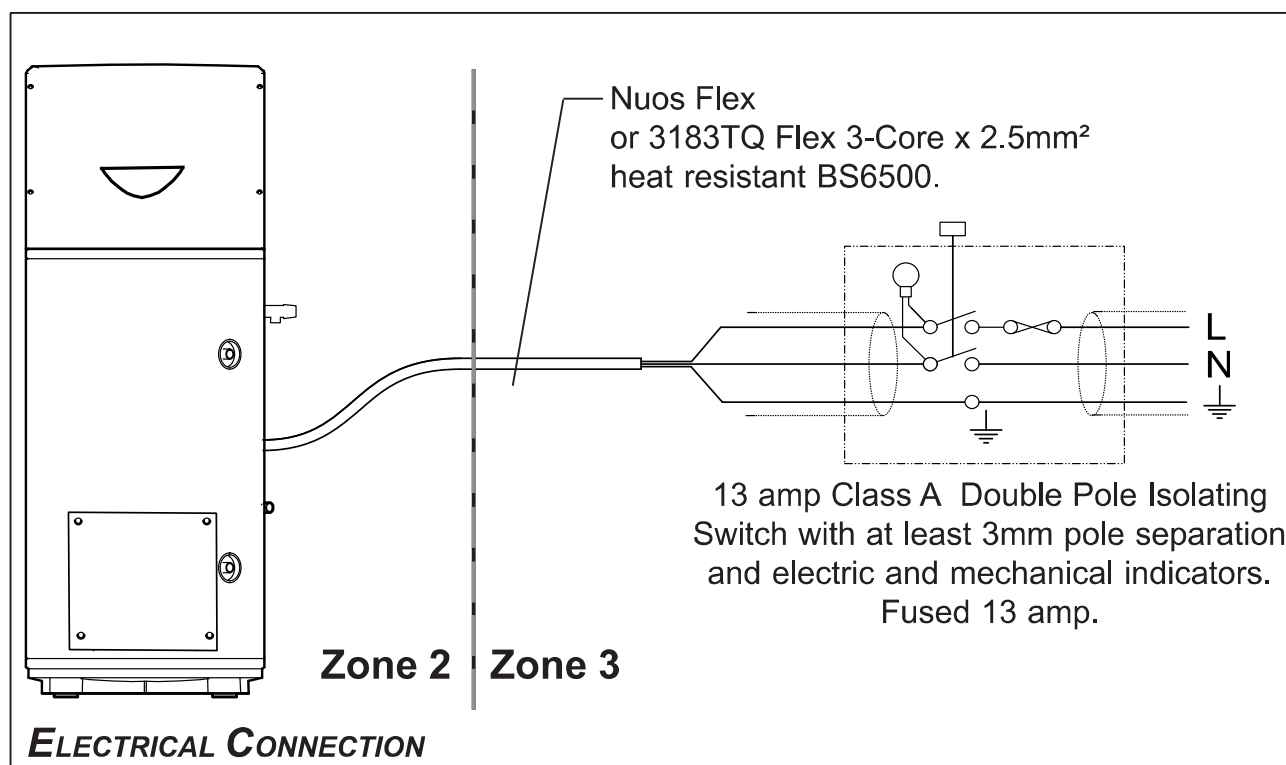 Nuos Flex
or 3183TQ Flex 3-Core x 2.5mm²
heat resistant BS6500.
L
N
13 amp Class A Double Pole Isolating
Switch with at least 3mm pole separation
and electric and mechanical indicators.
Fused 13 amp.
Zone 2
Zone 3
ELECTRICAL CONNECTION